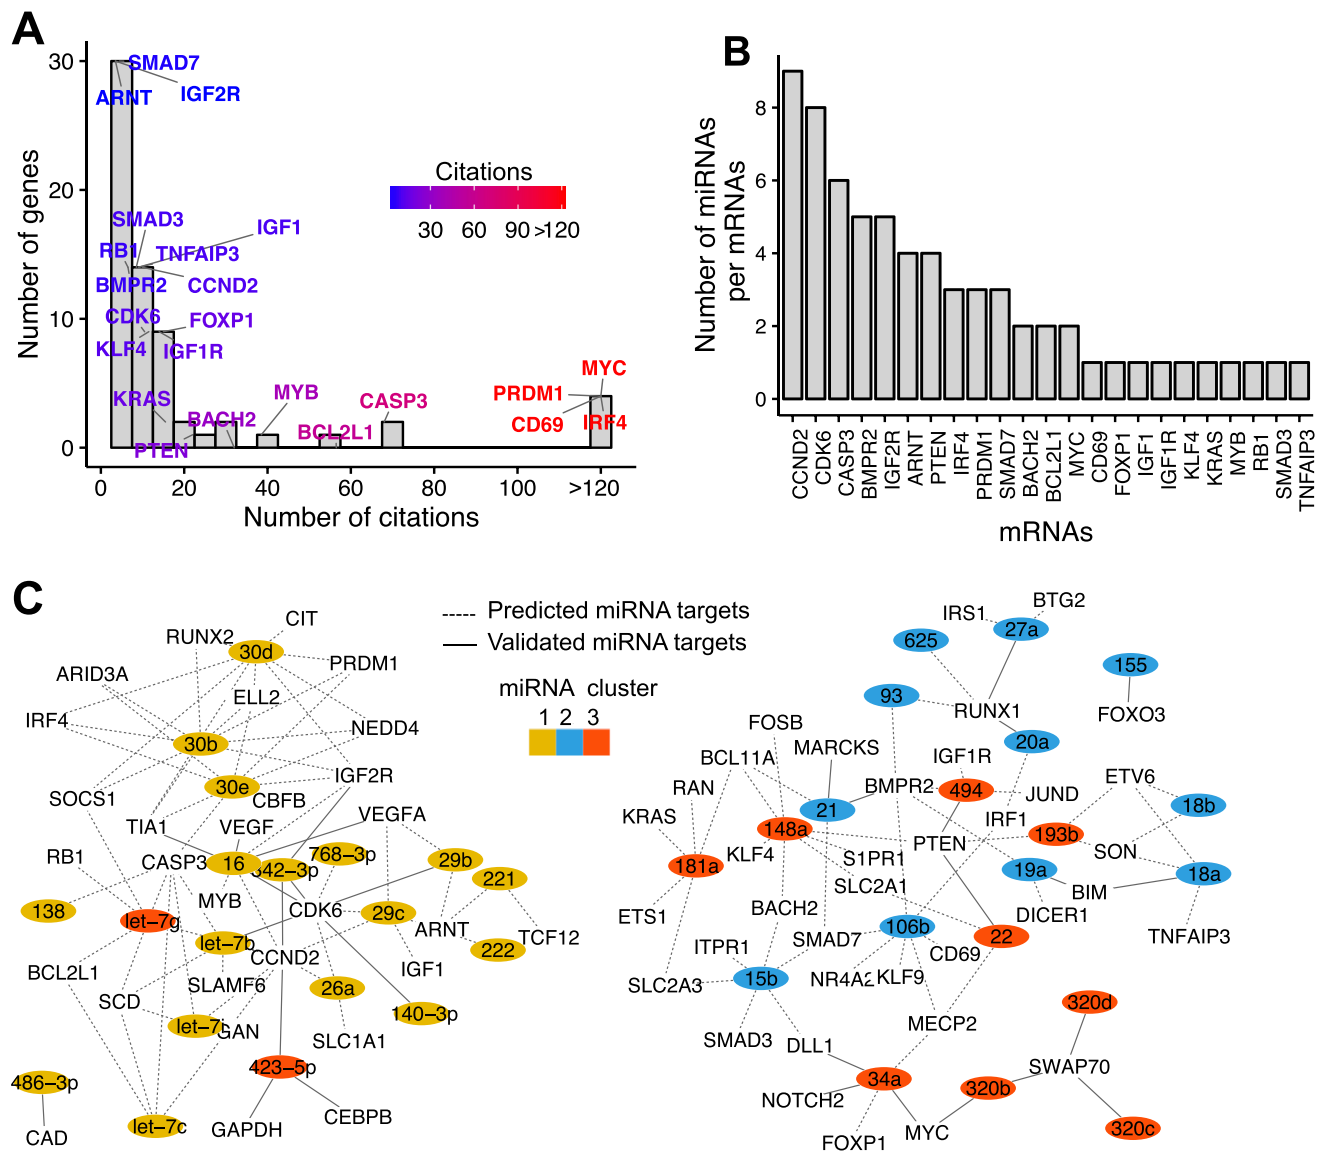 A
30
20
10
0
Number of genes
SMAD7
ARNT
IGF2R
SMAD3
IGF1
RB1
TNFAIP3
BMPR2
CCND2
CDK6
FOXP1
KLF4
IGF1R
KRAS
BACH2
MYB
PTEN
BCL2L1
CASP3
PRDM1
MYC
CD69
IRF4
Citations
30 60 90 >120
0 20 40 60 80 100 >120
Number of citations
B
8
6
4
2
0
Number of miRNAs
per mRNAs
CCND2
CDK6
CASP3
BMPR2
IGF2R
ARNT
PTEN
IRF4
PRDM1
SMAD7
BACH2
BCL2L1
MYC
CD69
FOXP1
IGF1
IGF1R
KLF4
KRAS
MYB
RB1
SMAD3
TNFAIP3
mRNAs
C
Predicted miRNA targets
Validated miRNA targets
miRNA cluster
1 2 3
CIT
RUNX2
30d
PRDM1
ARID3A
ELL2
IRF4
NEDD4
30b
IGF2R
30e
CBFB
SOCS1
VEGFA
TIA1
VEGF
RB1
CASP3
16
342–3p
768–3p
29b
221
MYB
138
let–7g
CDK6
29c
ARNT
TCF12
let–7b
222
CCND2
IGF1
BCL2L1
SLAMF6
26a
SCD
140–3p
let–7i
GAN
SLC1A1
423–5p
486–3p
CAD
let–7c
GAPDH
CEBPB
BTG2
IRS1
27a
625
155
93
RUNX1
FOXO3
FOSB
20a
MARCKS
BCL11A
IGF1R
ETV6
RAN
BMPR2
494
JUND
21
18b
KRAS
148a
IRF1
193b
PTEN
SON
KLF4
181a
S1PR1
19a
18a
SLC2A1
BIM
ETS1
BACH2
DICER1
106b
22
TNFAIP3
ITPR1
SMAD7
CD69
SLC2A3
15b
NR4A2
KLF9
320d
SMAD3
DLL1
MECP2
SWAP70
34a
320b
NOTCH2
320c
FOXP1
MYC